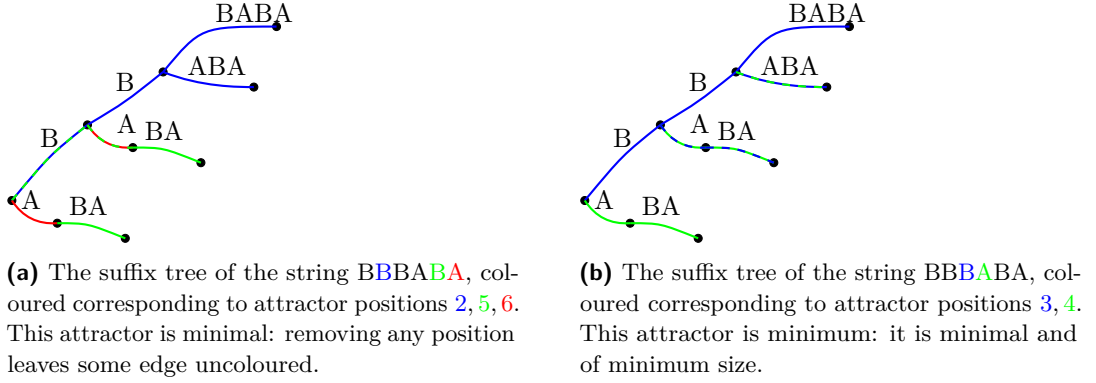 BABA
ABA
B
A
BA
B
A
BA
(a) The suffix tree of the string BBBABA, col-
oured corresponding to attractor positions 2, 5, 6.
This attractor is minimal: removing any position
leaves some edge uncoloured.
BABA
ABA
B
A
BA
B
A
BA
(b) The suffix tree of the string BBBABA, col-
oured corresponding to attractor positions 3, 4.
This attractor is minimum: it is minimal and
of minimum size.